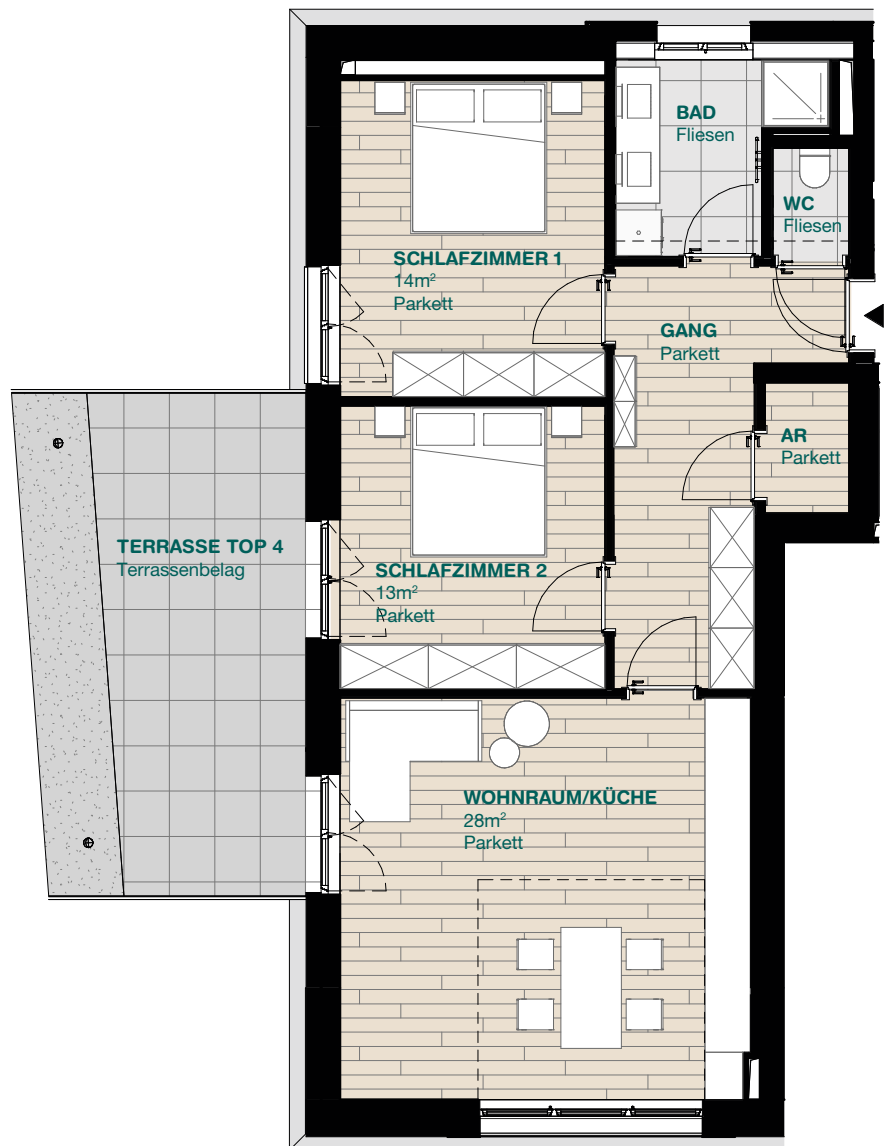 BAD
Fliesen
WC
Fliesen
SCHLAFZIMMER 1
14m²
Parkett
GANG
Parkett
AR
Parkett
TERRASSE TOP 4
Terrassenbelag
SCHLAFZIMMER 2
13m²
Parkett
WOHNRAUM/KÜCHE
28m²
Parkett